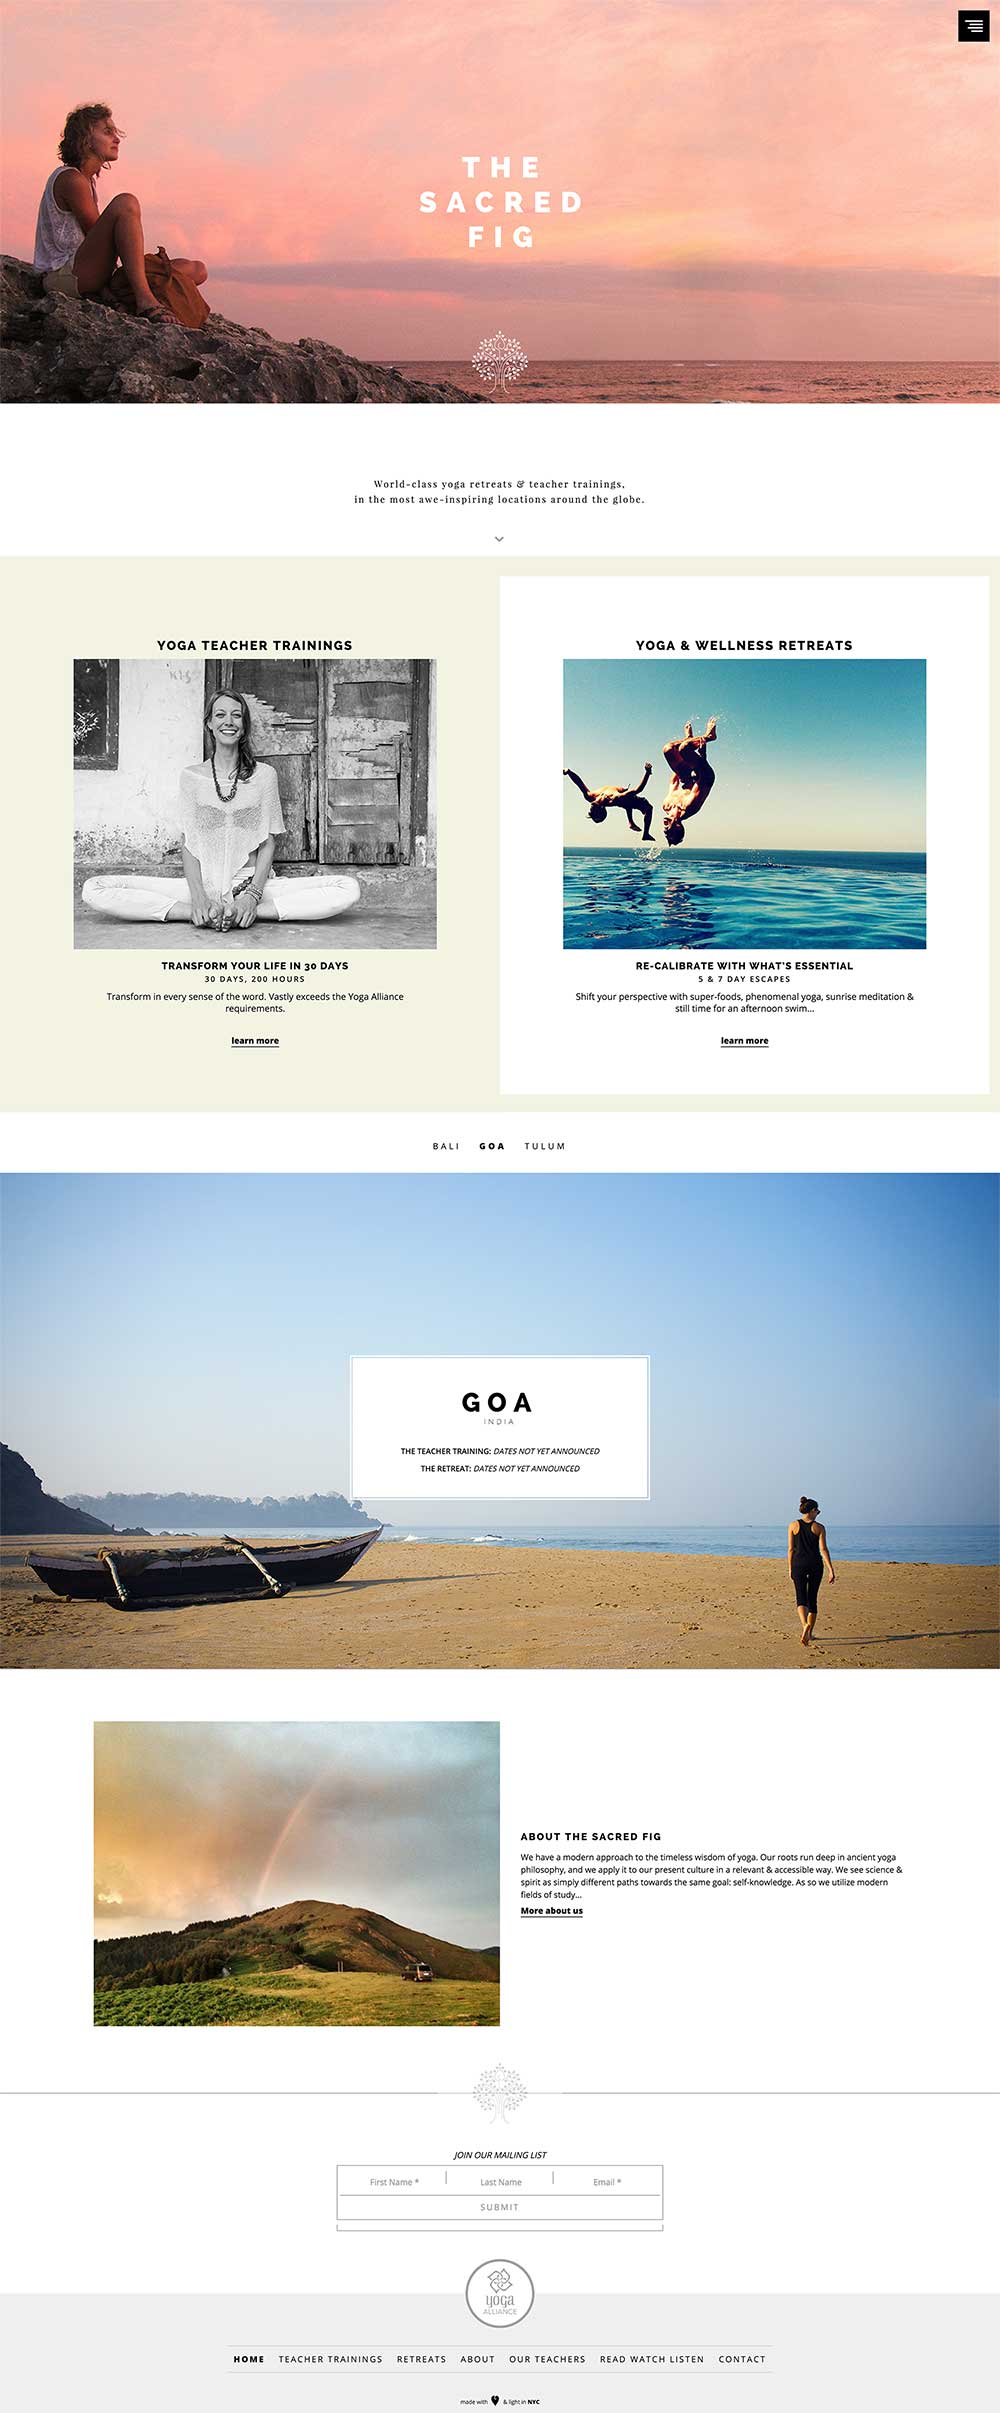 THE
SACRED
FIG
World-class yoga retreats & teacher trainings,
in the most awe-inspiring locations around the globe.
YOGA TEACHER TRAININGS
TRANSFORM YOUR LIFE IN 30 DAYS
30 DAYS, 200 HOURS
Transform in every sense of the word. Vastly exceeds the Yoga Alliance
requirements.
learn more
YOGA & WELLNESS RETREATS
RE-CALIBRATE WITH WHAT'S ESSENTIAL
5 & 7 DAY ESCAPES
Shift your perspective with super-foods, phenomenal yoga, sunrise meditation &
still time for an afternoon swim...
learn more
BALI GOA TULUM
GOA
INDIA
THE TEACHER TRAINING: DATES NOT YET ANNOUNCED
THE RETREAT: DATES NOT YET ANNOUNCED
ABOUT THE SACRED FIG
We have a modern approach to the timeless wisdom of yoga. Our roots run deep in ancient yoga
philosophy, and we apply it to our present culture in a relevant & accessible way. We see science &
spirit as simply different paths towards the same goal: self-knowledge. As so we utilize modern
fields of study...
More about us
JOIN OUR MAILING LIST
First Name * Last Name Email *
SUBMIT
yoga
ALLIANCE
HOME TEACHER TRAININGS RETREATS ABOUT OUR TEACHERS READ WATCH LISTEN CONTACT
made with & light in NYC